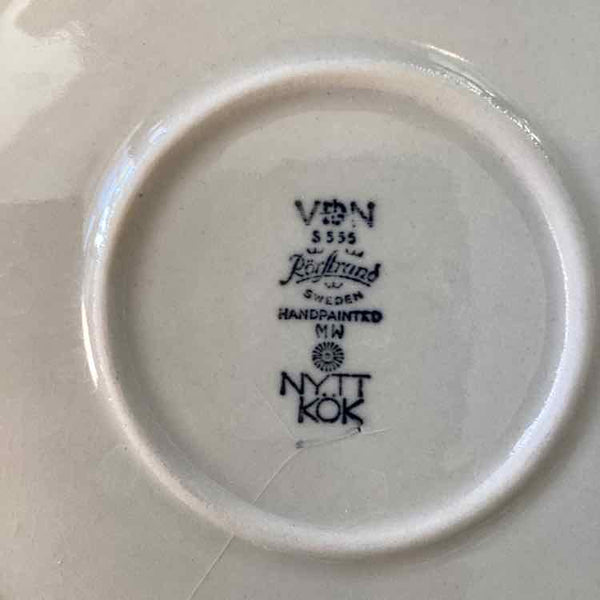 VDN
S 555
Rörstrand
SWEDEN
HANDPAINTED
MW
NYTT
KÖK